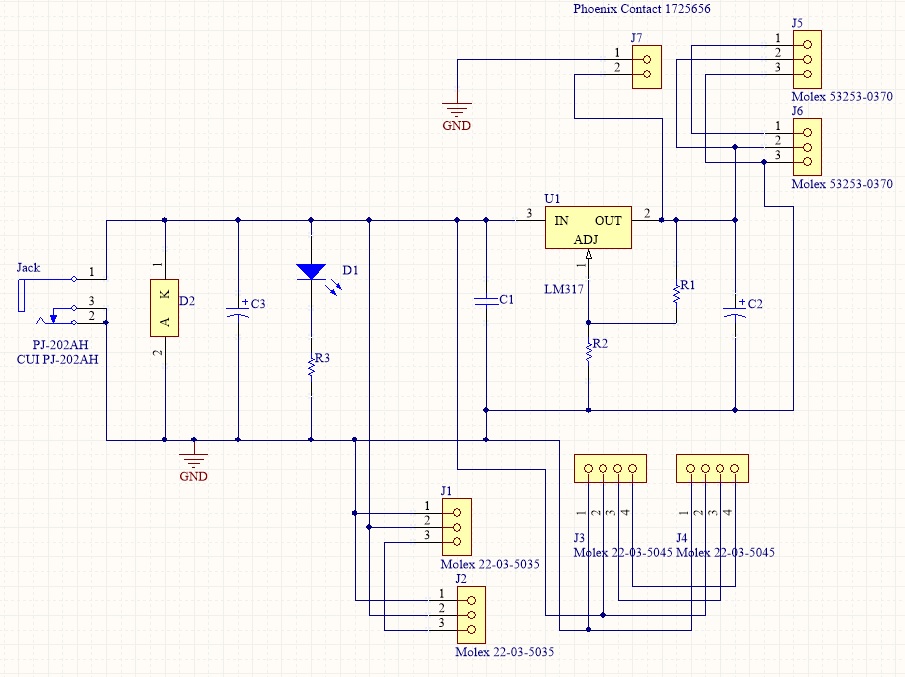 Phoenix Contact 1725656
J7
1
2
GND
J5
1
2
3
Molex 53253-0370
J6
1
2
3
Molex 53253-0370
U1
3
IN OUT
2
ADJ
1
LM317
Jack
1
3
2
PJ-202AH
CUI PJ-202AH
1
K
D2
A
2
+
C3
D1
R3
C1
R1
R2
+
C2
GND
J1
1
2
3
Molex 22-03-5035
J2
1
2
3
Molex 22-03-5035
1
2
3
4
J3
Molex 22-03-5045
1
2
3
4
J4
Molex 22-03-5045